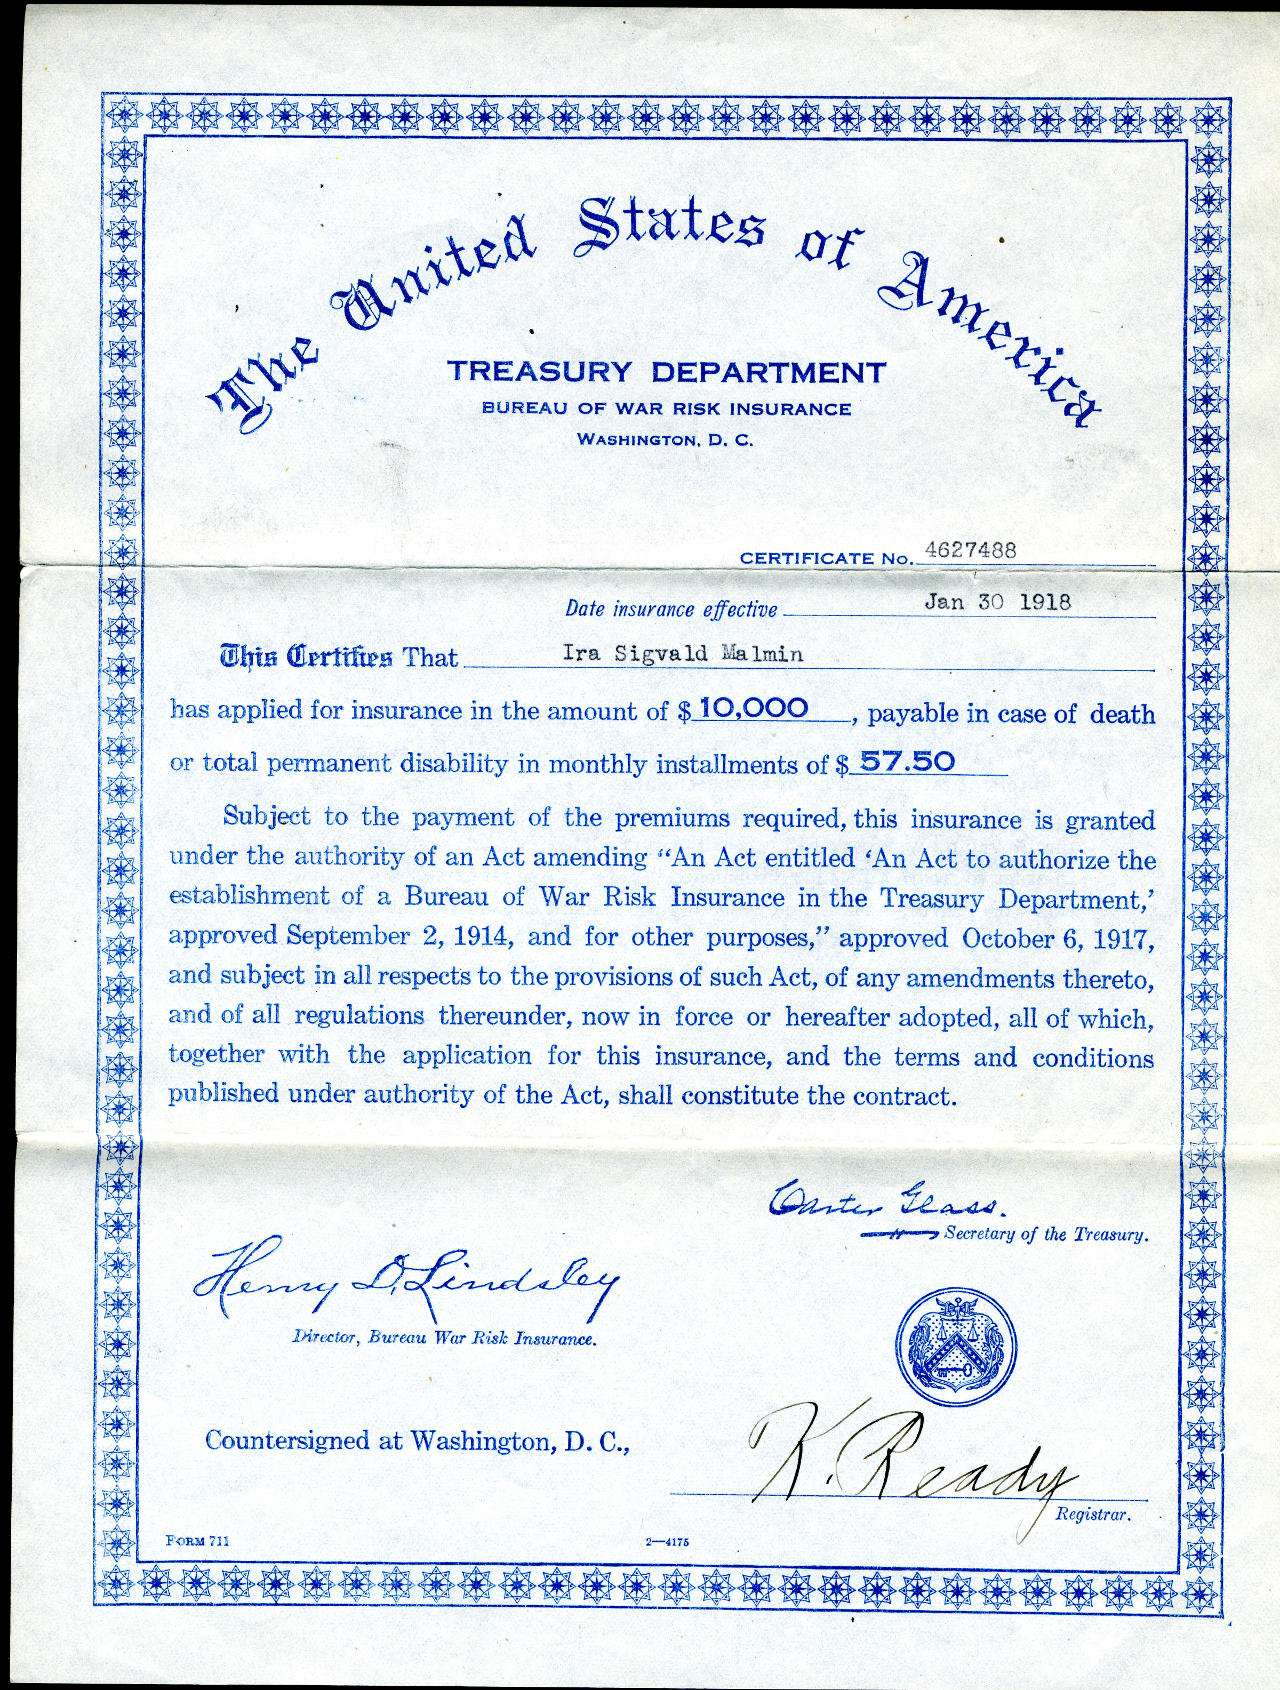 The United States of America
TREASURY DEPARTMENT
BUREAU OF WAR RISK INSURANCE
WASHINGTON, D. C.
CERTIFICATE No. 4627488
Date insurance effective Jan 30 1918
This Certifies That Ira Sigvald Malmin
has applied for insurance in the amount of $ 10,000, payable in case of death
or total permanent disability in monthly installments of $ 57.50
Subject to the payment of the premiums required, this insurance is granted
under the authority of an Act amending “An Act entitled ‘An Act to authorize the
establishment of a Bureau of War Risk Insurance in the Treasury Department,’
approved September 2, 1914, and for other purposes,” approved October 6, 1917,
and subject in all respects to the provisions of such Act, of any amendments thereto,
and of all regulations thereunder, now in force or hereafter adopted, all of which,
together with the application for this insurance, and the terms and conditions
published under authority of the Act, shall constitute the contract.
Carter Glass.
Secretary of the Treasury.
Henry D. Lindsley
Director, Bureau War Risk Insurance.
Countersigned at Washington, D. C.,
K. Ready
Registrar.
FORM 711
2—4175